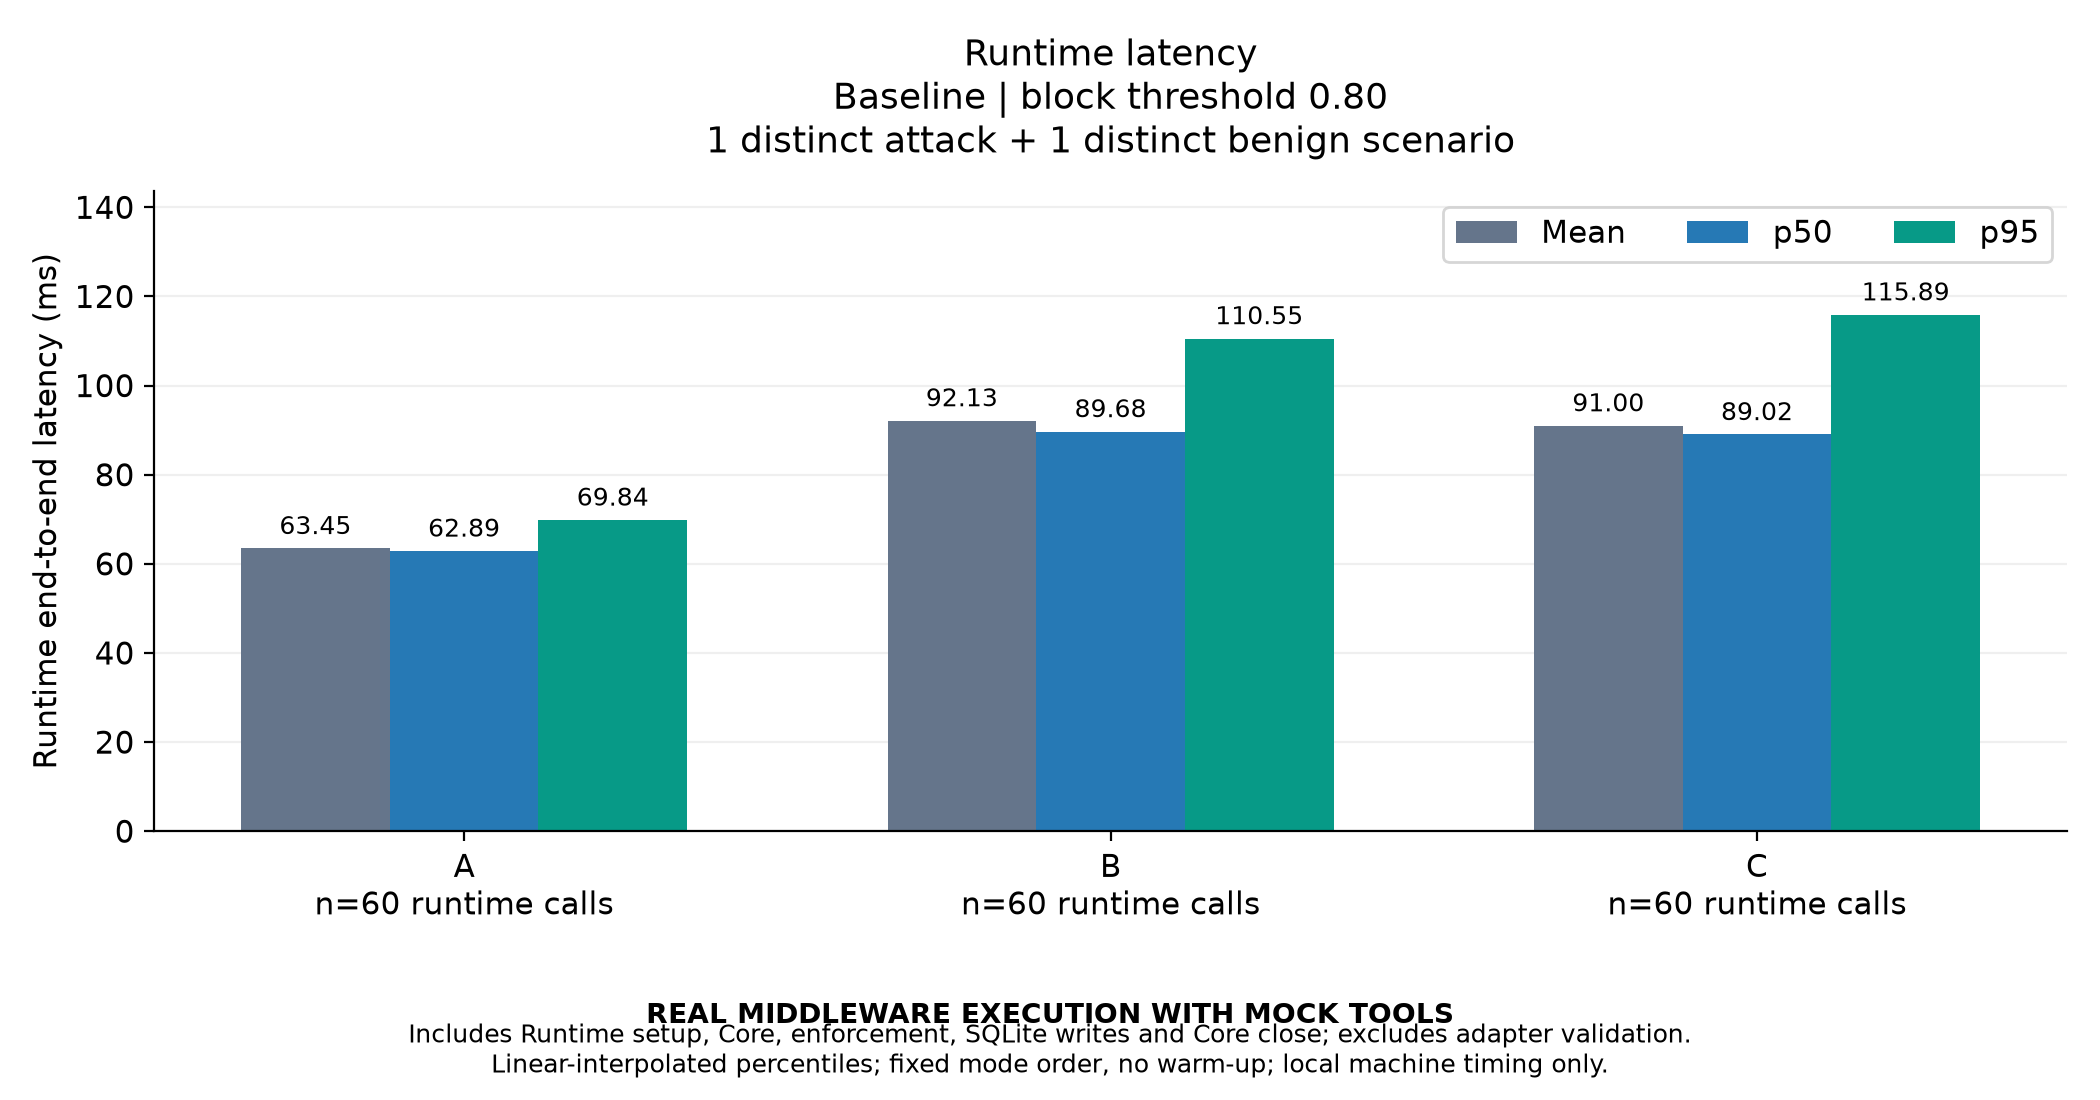 Runtime latency
Baseline | block threshold 0.80
1 distinct attack + 1 distinct benign scenario
Runtime end-to-end latency (ms)
140
120
100
80
60
40
20
0
Mean p50 p95
63.45 62.89 69.84
92.13 89.68 110.55
91.00 89.02 115.89
A B C
n=60 runtime calls n=60 runtime calls n=60 runtime calls
REAL MIDDLEWARE EXECUTION WITH MOCK TOOLS
Includes Runtime setup, Core, enforcement, SQLite writes and Core close; excludes adapter validation.
Linear-interpolated percentiles; fixed mode order, no warm-up; local machine timing only.